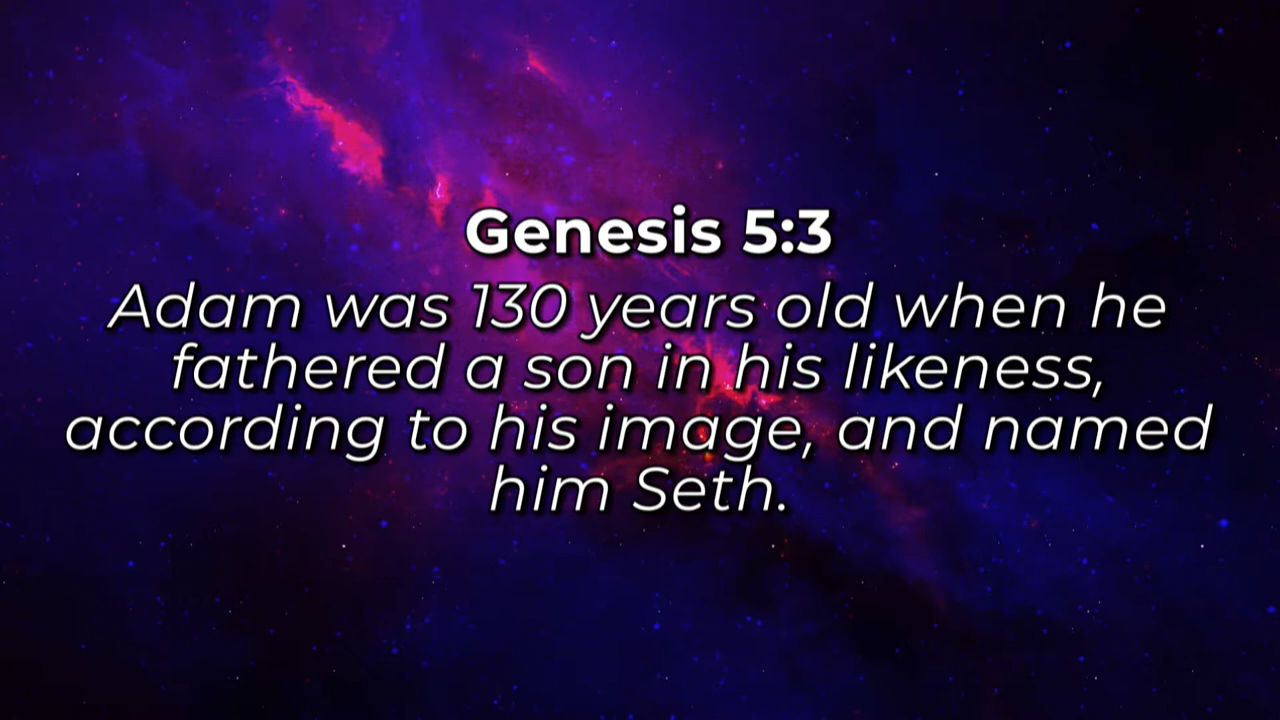 Genesis 5:3
Adam was 130 years old when he
fathered a son in his likeness,
according to his image, and named
him Seth.